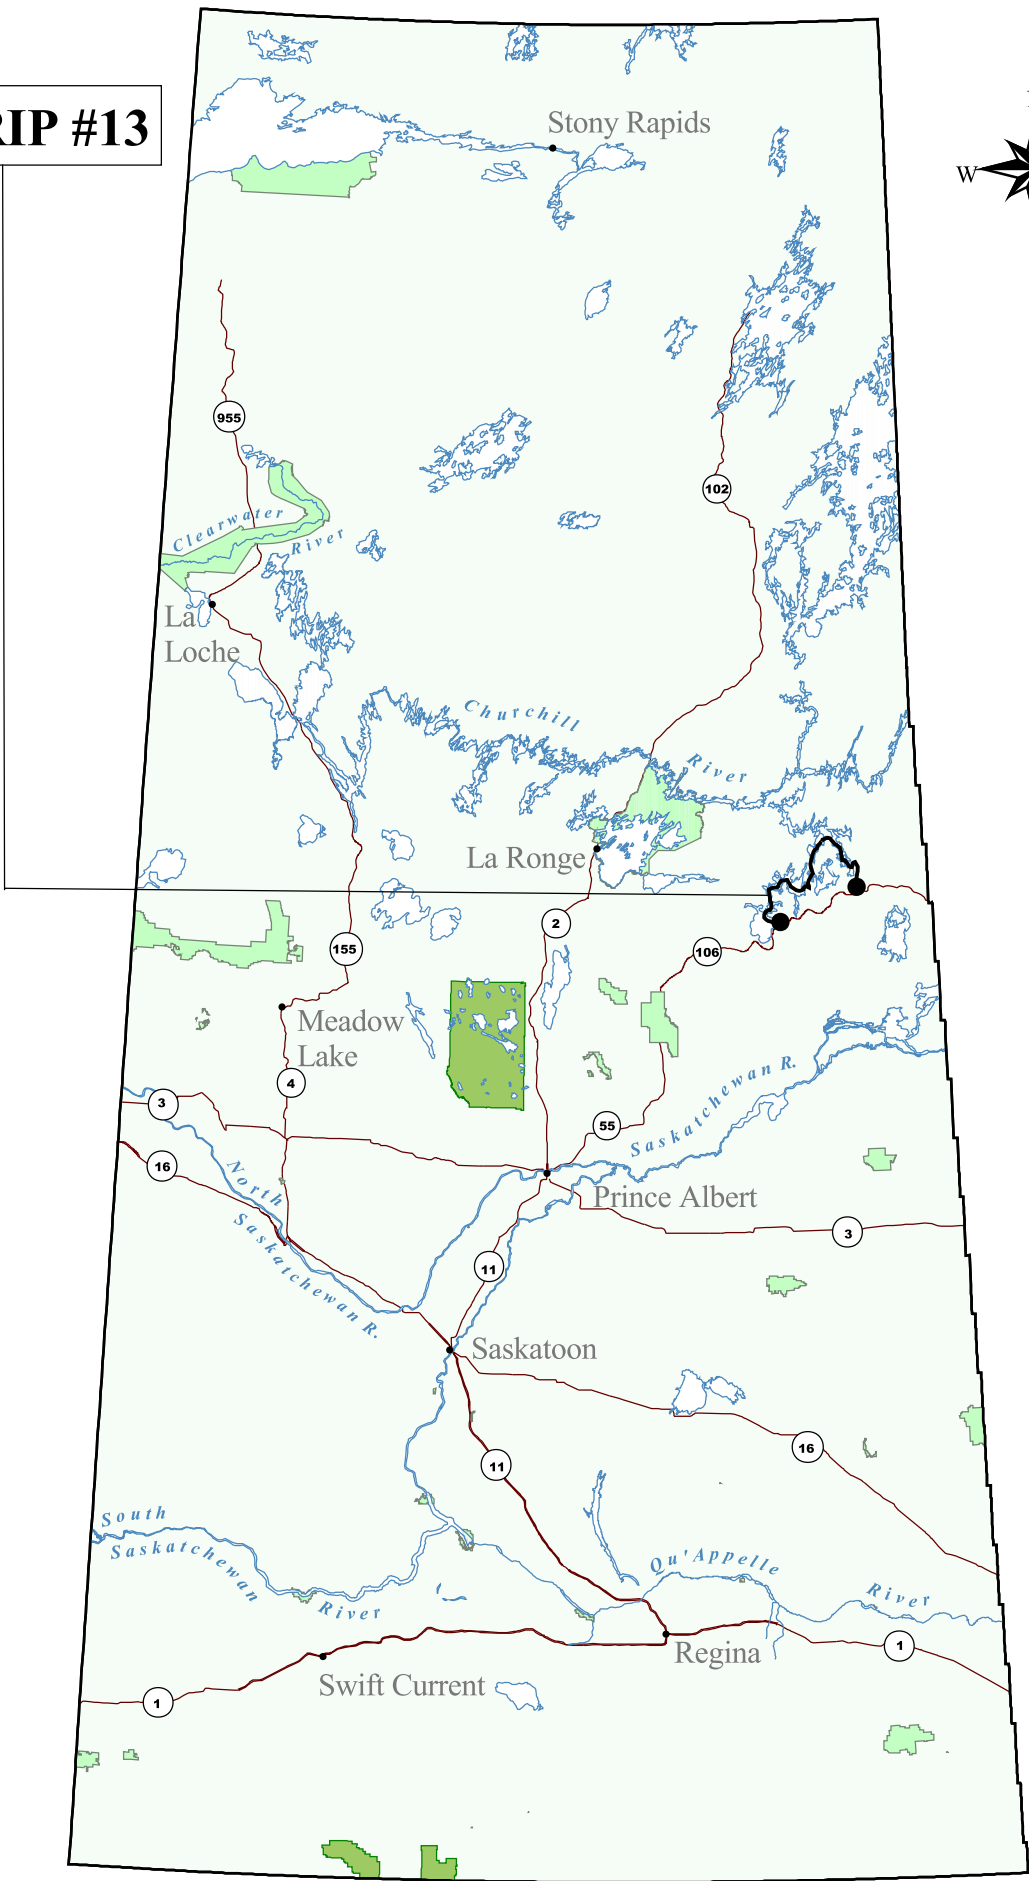 RIP #13
Stony Rapids
W
955
102
Clearwater
River
La
Loche
Churchill
River
La Ronge
2
155
106
Meadow
Lake
4
3
55
Saskatchewan R.
16
North
Saskatchewan R.
Prince Albert
3
11
Saskatoon
16
11
South
Saskatchewan
River
Qu'Appelle
River
Regina
1
Swift Current
1